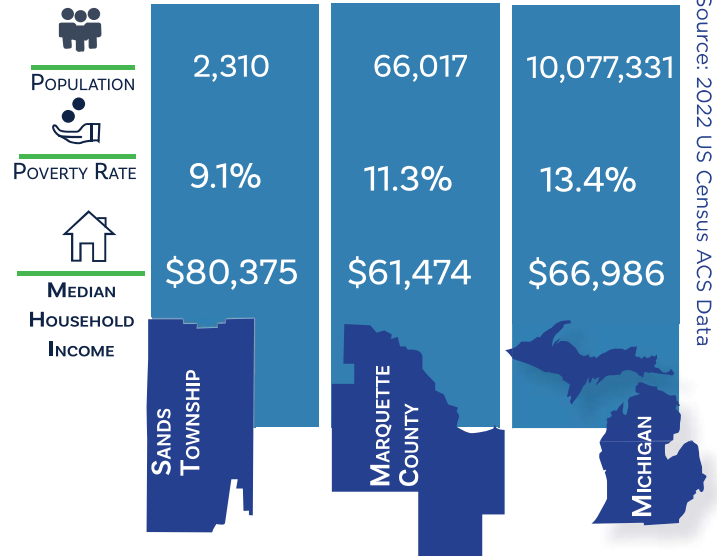 POPULATION
2,310
66,017
10,077,331
POVERTY RATE
9.1%
11.3%
13.4%
MEDIAN
HOUSEHOLD
INCOME
$80,375
$61,474
$66,986
SANDS
TOWNSHIP
MARQUETTE
COUNTY
MICHIGAN
Source: 2022 US Census ACS Data